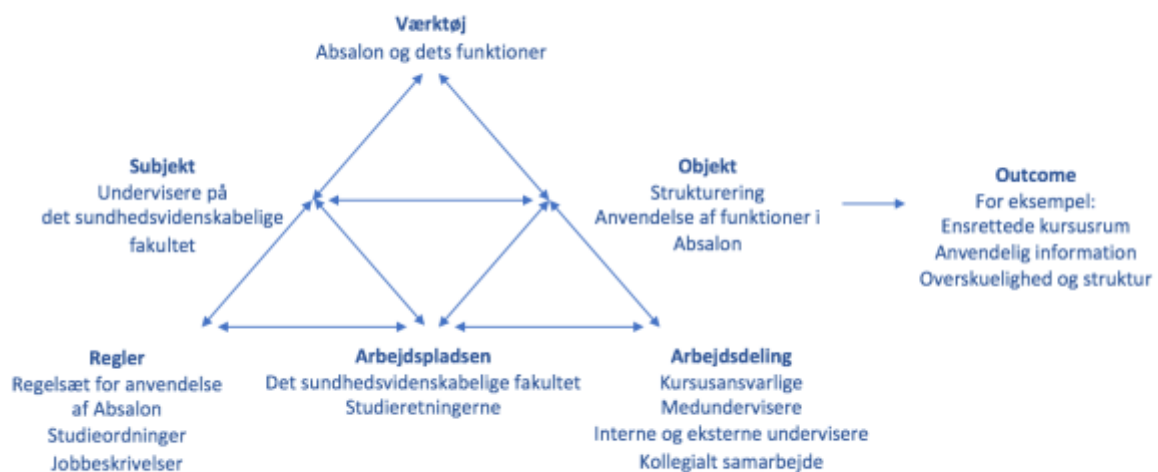 Værktøj
Absalon og dets funktioner
Subjekt
Undervisere på
det sundhedsvidenskabelige
fakultet
Objekt
Strukturering
Anvendelse af funktioner i
Absalon
Outcome
For eksempel:
Ensrettede kursusrum
Anvendelig information
Overskuelighed og struktur
Regler
Regelsæt for anvendelse
af Absalon
Studieordninger
Jobbeskrivelser
Arbejdspladsen
Det sundhedsvidenskabelige fakultet
Studieretningerne
Arbejdsdeling
Kursusansvarlige
Medundervisere
Interne og eksterne undervisere
Kollegialt samarbejde